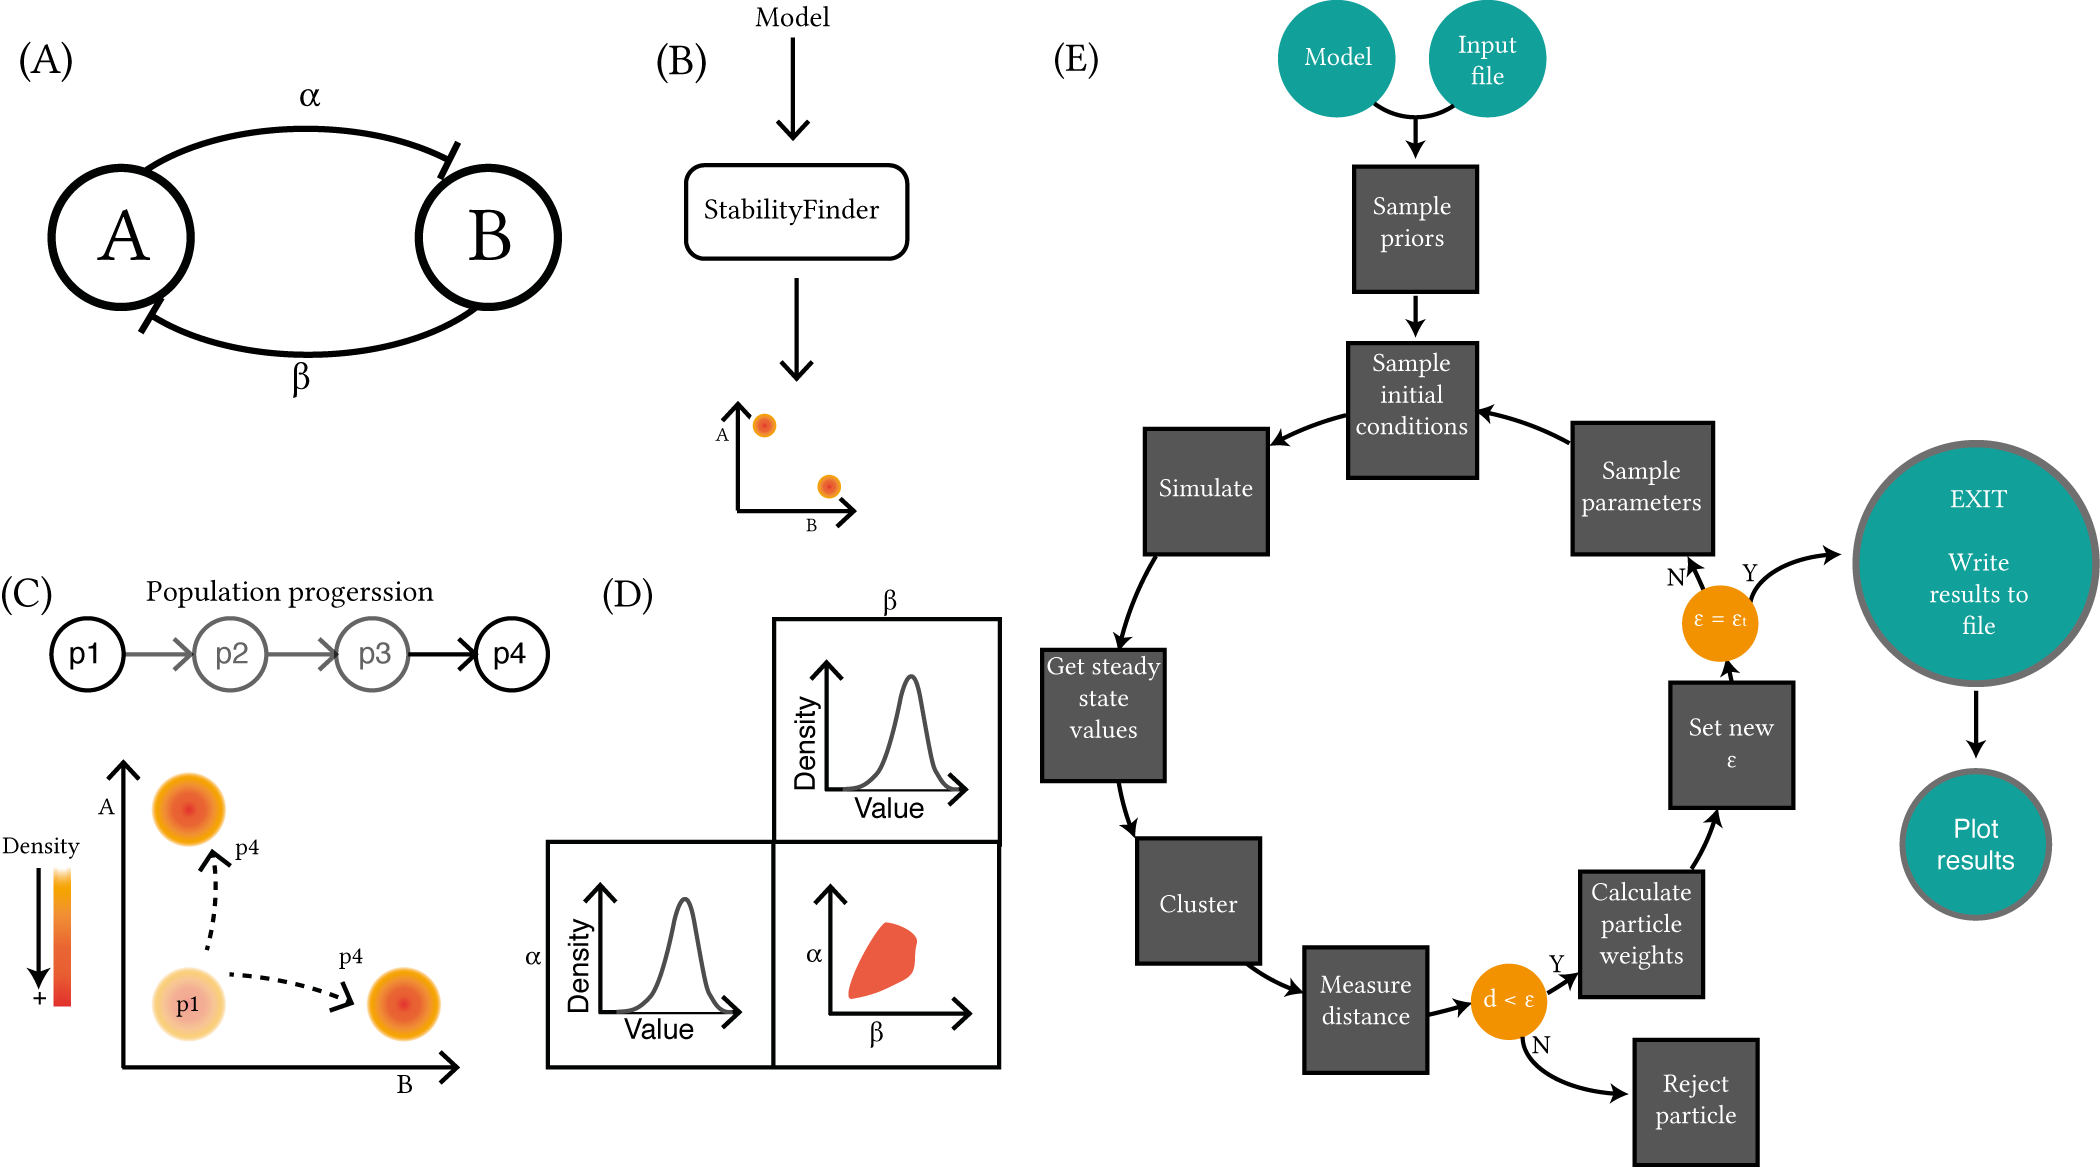 (A)
α
A
B
β
(B)
Model
StabilityFinder
A
B
(C)
Population progerssion
p1
p2
p3
p4
A
Density
+
p4
p4
p1
B
(D)
β
Density
Value
α
Density
Value
α
β
(E)
Model
Input
file
Sample
priors
Sample
initial
conditions
Simulate
Get steady
state
values
Cluster
Measure
distance
d < ε
Y
N
Reject
particle
Calculate
particle
weights
Set new
ε
ε = εt
N
Y
Sample
parameters
EXIT
Write
results to
file
Plot
results